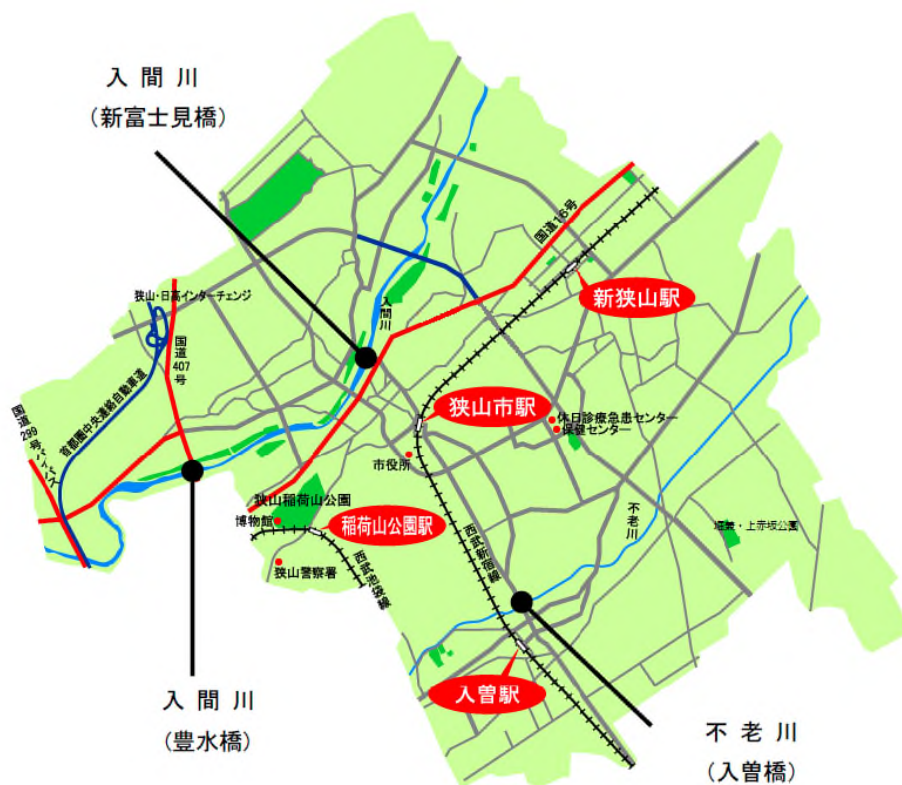 入間川
(新富士見橋)
国道16号
新狭山駅
狭山・日高インターチェンジ
入間川
国道407号
首都圏中央連絡自動車道
国道299号バイパス
狭山市駅
休日診療急患センター
保健センター
市役所
狭山稲荷山公園
博物館
稲荷山公園駅
不老川
堀兼・上赤坂公園
西武新宿線
西武池袋線
狭山警察署
入曽駅
入間川
(豊水橋)
不老川
(入曽橋)